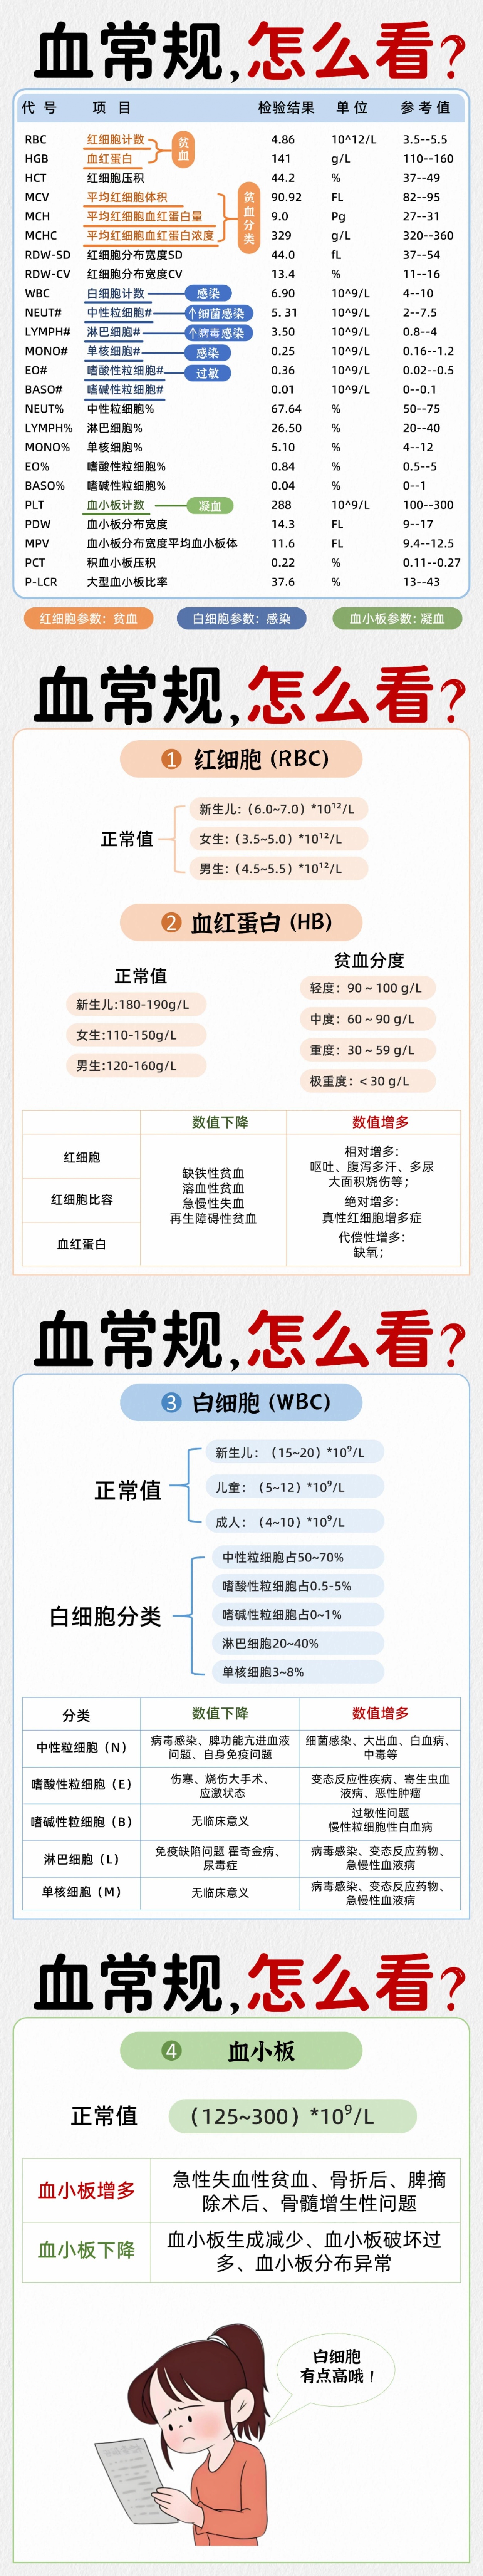 血常规,怎么看?
代 号 项 目 检验结果 单 位 参 考 值
RBC 红细胞计数 4.86 10^12/L 3.5--5.5
贫血
HGB 血红蛋白 141 g/L 110--160
HCT 红细胞压积 44.2 % 37--49
MCV 平均红细胞体积 90.92 FL 82--95
贫血分类
MCH 平均红细胞血红蛋白量 9.0 Pg 27--31
MCHC 平均红细胞血红蛋白浓度 329 g/L 320--360
RDW-SD 红细胞分布宽度SD 44.0 fL 37--54
RDW-CV 红细胞分布宽度CV 13.4 % 11--16
WBC 白细胞计数 感染 6.90 10^9/L 4--10
NEUT# 中性粒细胞# ↑细菌感染 5. 31 10^9/L 2--7.5
LYMPH# 淋巴细胞# ↑病毒感染 3.50 10^9/L 0.8--4
MONO# 单核细胞# 感染 0.25 10^9/L 0.16--1.2
EO# 嗜酸性粒细胞# 过敏 0.36 10^9/L 0.02--0.5
BASO# 嗜碱性粒细胞# 0.01 10^9/L 0--0.1
NEUT% 中性粒细胞% 67.64 % 50--75
LYMPH% 淋巴细胞% 26.50 % 20--40
MONO% 单核细胞% 5.10 % 4--12
EO% 嗜酸性粒细胞% 0.84 % 0.5--5
BASO% 嗜碱性粒细胞% 0.04 % 0--1
PLT 血小板计数 凝血 288 10^9/L 100--300
PDW 血小板分布宽度 14.3 FL 9--17
MPV 血小板分布宽度平均血小板体 11.6 FL 9.4--12.5
PCT 积血小板压积 0.22 % 0.11--0.27
P-LCR 大型血小板比率 37.6 % 13--43
红细胞参数: 贫血 白细胞参数: 感染 血小板参数: 凝血
血常规,怎么看?
1 红细胞 (RBC)
正常值
新生儿: (6.0~7.0) *10¹²/L
女生: (3.5~5.0) *10¹²/L
男生: (4.5~5.5) *10¹²/L
2 血红蛋白 (HB)
正常值
新生儿:180-190g/L
女生:110-150g/L
男生:120-160g/L
贫血分度
轻度: 90 ~ 100 g/L
中度: 60 ~ 90 g/L
重度: 30 ~ 59 g/L
极重度: < 30 g/L
数值下降 数值增多
红细胞
红细胞比容
血红蛋白
缺铁性贫血
溶血性贫血
急慢性失血
再生障碍性贫血
相对增多:
呕吐、腹泻多汗、多尿
大面积烧伤等;
绝对增多:
真性红细胞增多症
代偿性增多:
缺氧;
血常规,怎么看?
3 白细胞 (WBC)
正常值
新生儿: (15~20) *10⁹/L
儿童: (5~12) *10⁹/L
成人: (4~10) *10⁹/L
白细胞分类
中性粒细胞占50~70%
嗜酸性粒细胞占0.5-5%
嗜碱性粒细胞占0~1%
淋巴细胞20~40%
单核细胞3~8%
分类 数值下降 数值增多
中性粒细胞 (N)
病毒感染、脾功能亢进血液
问题、自身免疫问题
细菌感染、大出血、白血病、
中毒等
嗜酸性粒细胞 (E)
伤寒、烧伤大手术、
应激状态
变态反应性疾病、寄生虫血
液病、恶性肿瘤
嗜碱性粒细胞 (B)
无临床意义
过敏性问题
慢性粒细胞性白血病
淋巴细胞 (L)
免疫缺陷问题 霍奇金病、
尿毒症
病毒感染、变态反应药物、
急慢性血液病
单核细胞 (M)
无临床意义
病毒感染、变态反应药物、
急慢性血液病
血常规,怎么看?
4 血小板
正常值 (125~300) *10⁹/L
血小板增多
急性失血性贫血、骨折后、脾摘
除术后、骨髓增生性问题
血小板下降
血小板生成减少、血小板破坏过
多、血小板分布异常
白细胞
有点高哦!